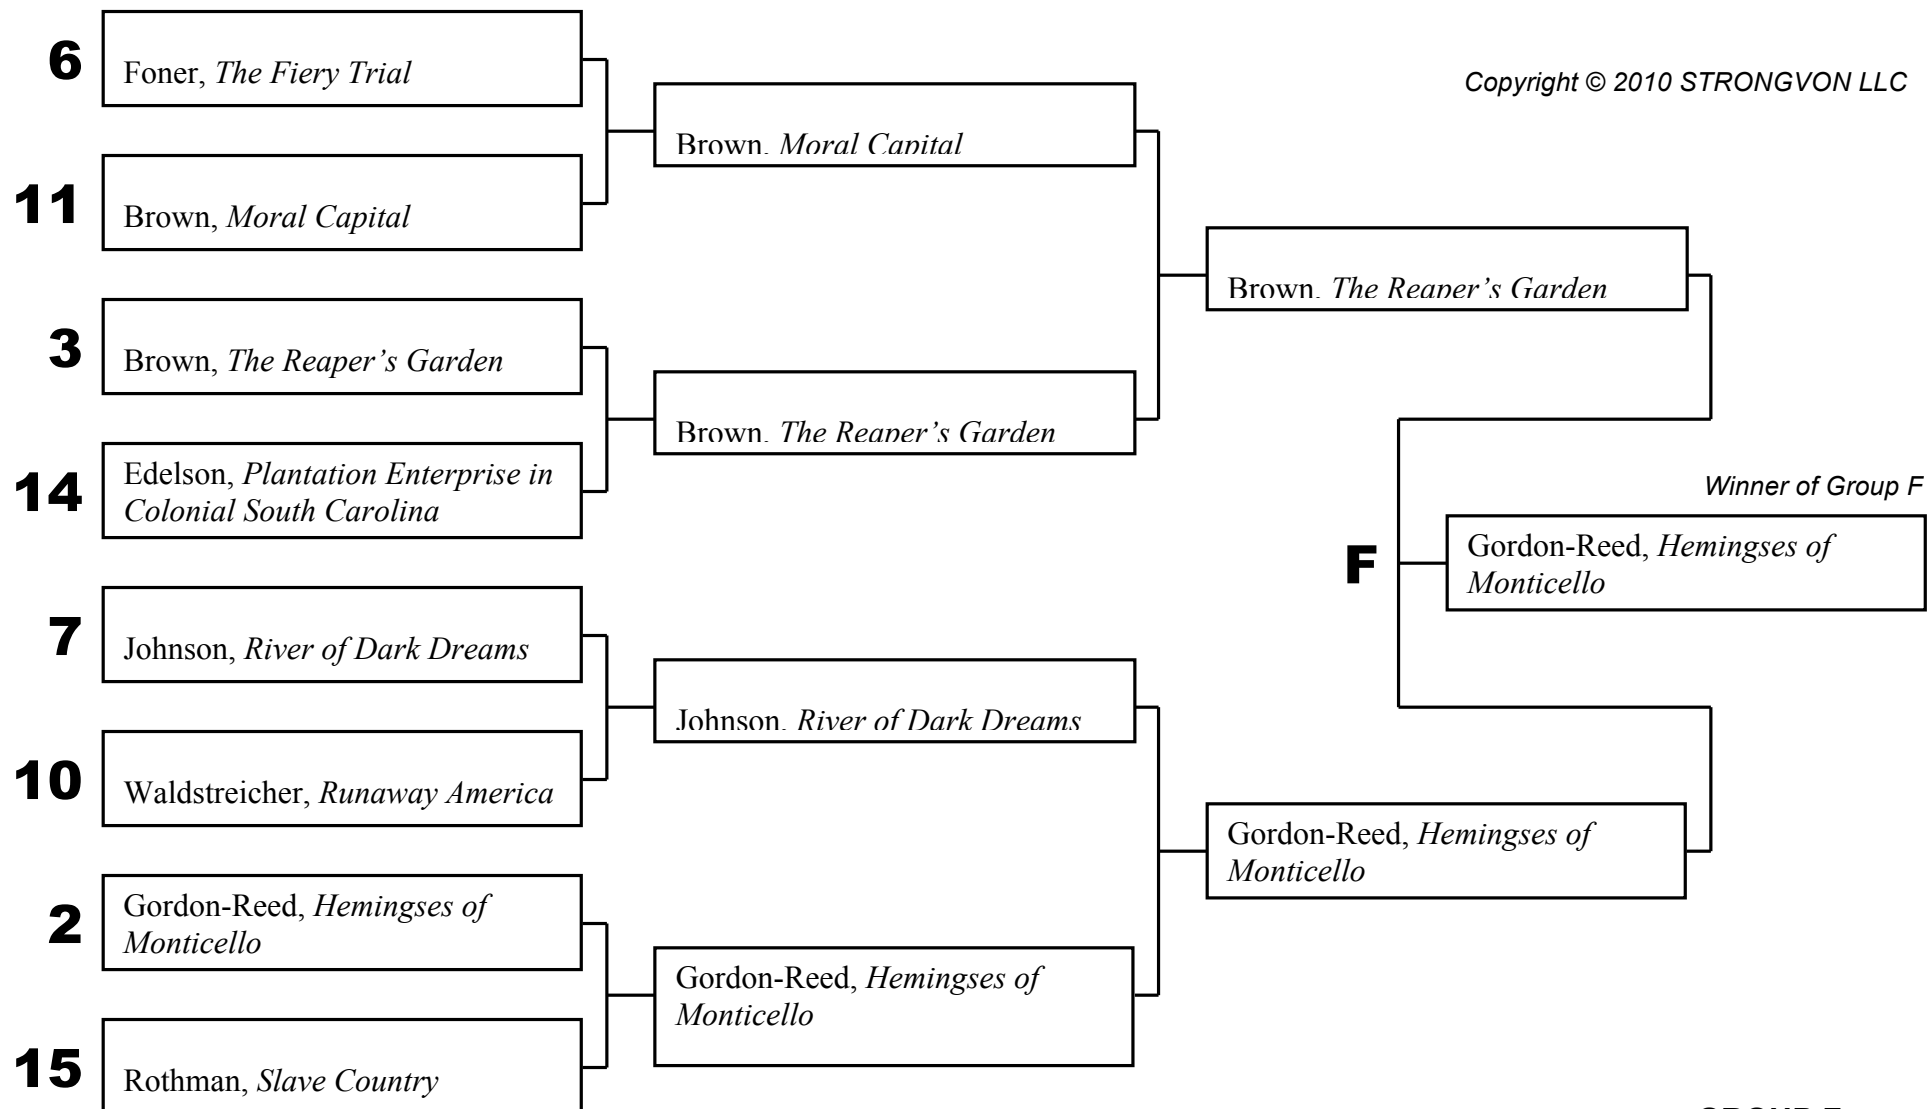 6
Foner, The Fiery Trial
Copyright © 2010 STRONGVON LLC
Brown, Moral Capital
11
Brown, Moral Capital
Brown, The Reaper’s Garden
3
Brown, The Reaper’s Garden
Brown, The Reaper’s Garden
14
Edelson, Plantation Enterprise in
Colonial South Carolina
Winner of Group F
F
Gordon-Reed, Hemingses of
Monticello
7
Johnson, River of Dark Dreams
Johnson, River of Dark Dreams
10
Waldstreicher, Runaway America
Gordon-Reed, Hemingses of
Monticello
2
Gordon-Reed, Hemingses of
Monticello
Gordon-Reed, Hemingses of
Monticello
15
Rothman, Slave Country